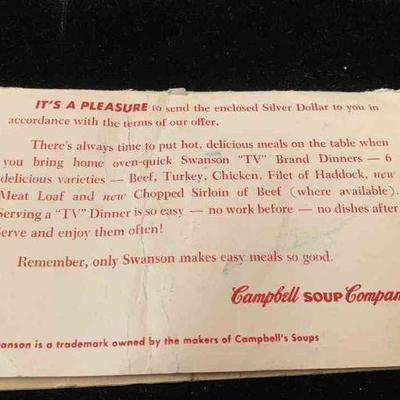 IT'S A PLEASURE to send the enclosed Silver Dollar to you in
accordance with the terms of our offer.
There's always time to put hot, delicious meals on the table when
you bring home oven-quick Swanson "TV" Brand Dinners — 6
delicious varieties — Beef, Turkey, Chicken, Filet of Haddock, new
Meat Loaf and new Chopped Sirloin of Beef (where available).
Serving a "TV" Dinner is so easy — no work before — no dishes after.
Serve and enjoy them often!
Remember, only Swanson makes easy meals so good.
Campbell SOUP Company
wanson is a trademark owned by the makers of Campbell's Soups